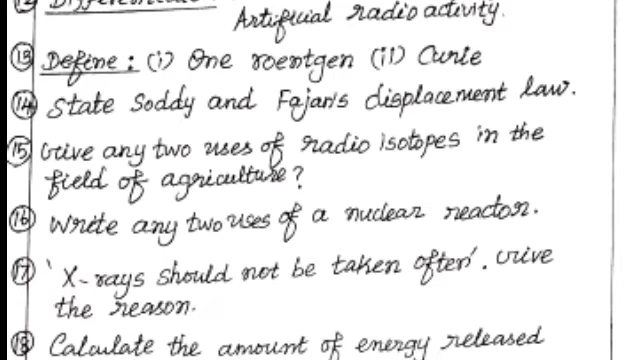 (12) Differentiate:
Artificial radio activity.
(13) Define: (i) One roentgen (ii) Curie
(14) State Soddy and Fajan's displacement law.
(15) Give any two uses of radio isotopes in the
field of agriculture?
(16) Write any two uses of a nuclear reactor.
(17) 'X-rays should not be taken often'. Give
the reason.
(18) Calculate the amount of energy released